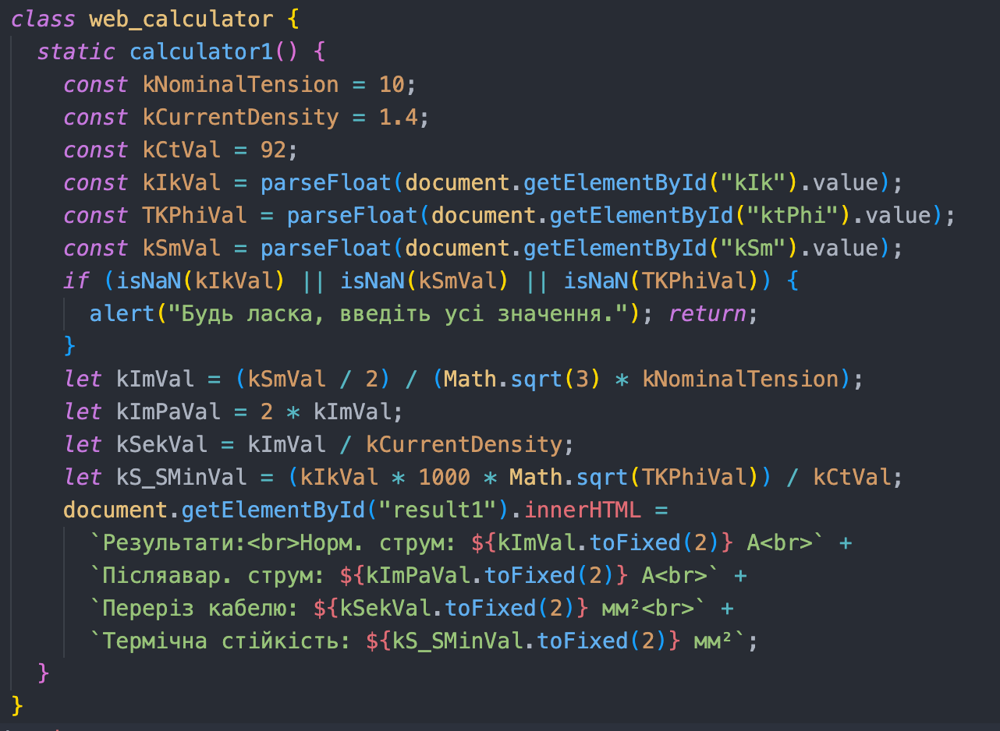 class web_calculator {
  static calculator1() {
    const kNominalTension = 10;
    const kCurrentDensity = 1.4;
    const kCtVal = 92;
    const kIkVal = parseFloat(document.getElementById("kIk").value);
    const TKPhiVal = parseFloat(document.getElementById("ktPhi").value);
    const kSmVal = parseFloat(document.getElementById("kSm").value);
    if (isNaN(kIkVal) || isNaN(kSmVal) || isNaN(TKPhiVal)) {
      alert("Будь ласка, введіть усі значення."); return;
    }
    let kImVal = (kSmVal / 2) / (Math.sqrt(3) * kNominalTension);
    let kImPaVal = 2 * kImVal;
    let kSekVal = kImVal / kCurrentDensity;
    let kS_SMinVal = (kIkVal * 1000 * Math.sqrt(TKPhiVal)) / kCtVal;
    document.getElementById("result1").innerHTML =
      `Результати:<br>Норм. струм: ${kImVal.toFixed(2)} А<br>` +
      `Післяавар. струм: ${kImPaVal.toFixed(2)} А<br>` +
      `Переріз кабелю: ${kSekVal.toFixed(2)} мм²<br>` +
      `Термічна стійкість: ${kS_SMinVal.toFixed(2)} мм²`;
  }
}